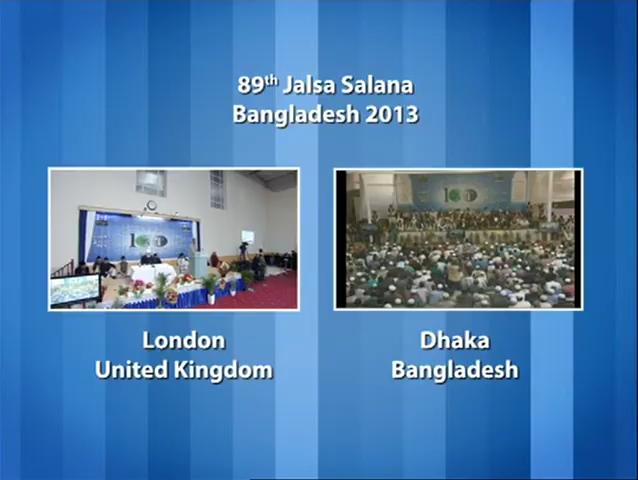 89th Jalsa Salana
Bangladesh 2013
London
United Kingdom
Dhaka
Bangladesh